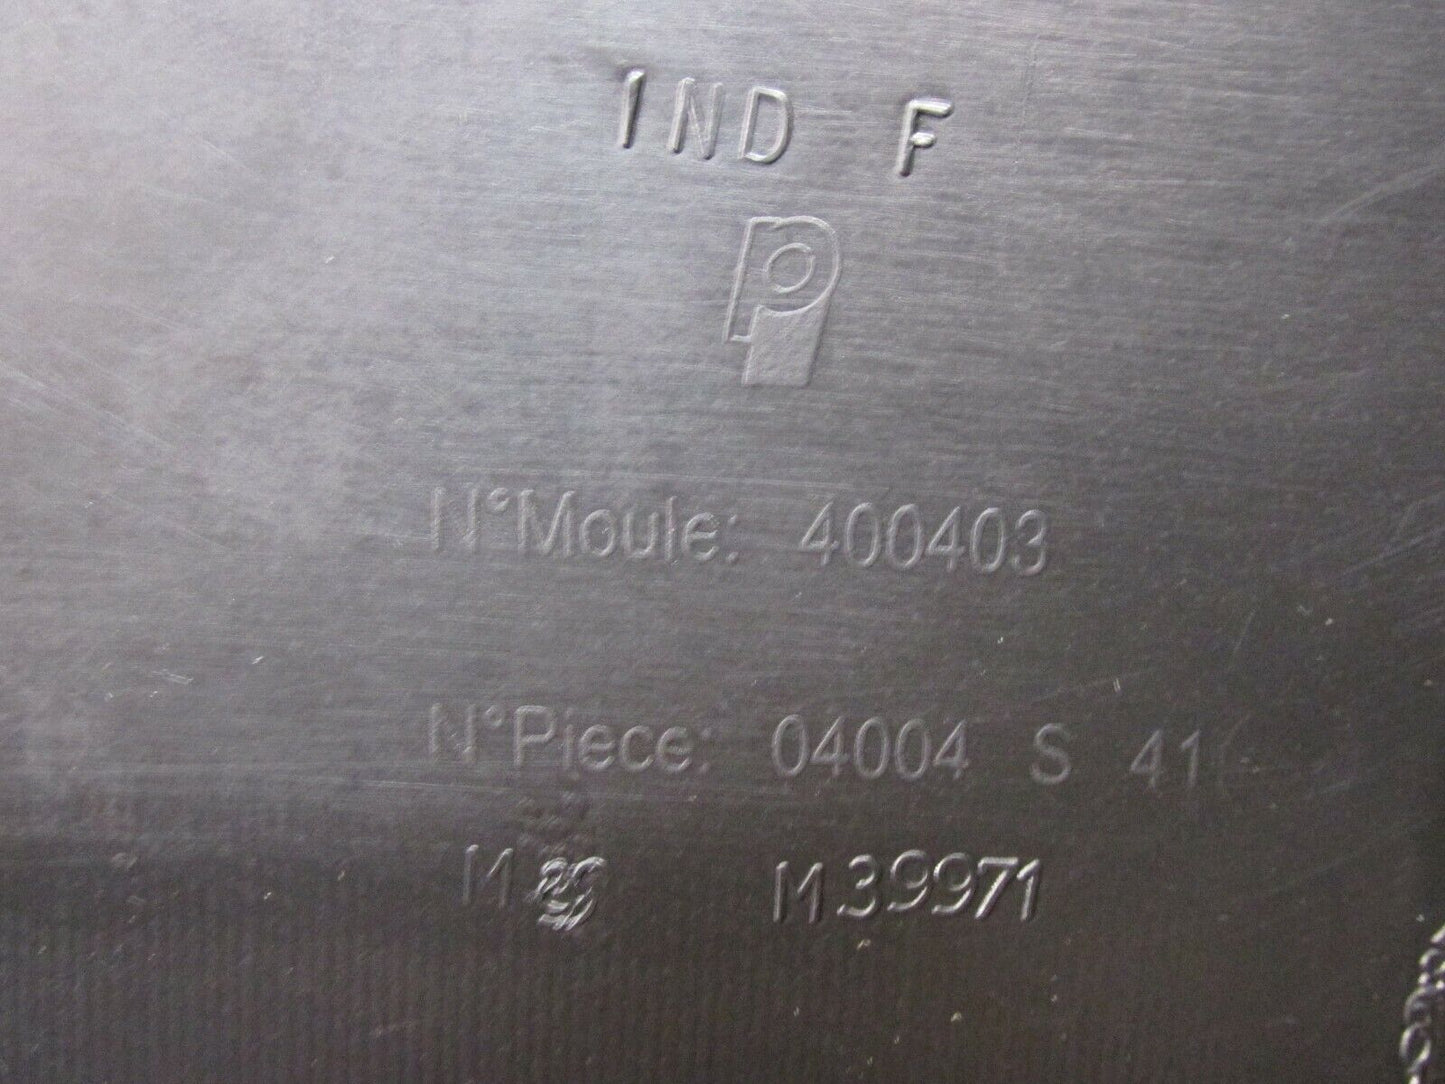 IND F
N°Moule: 400403
N°Piece: 04004 S 41
M M39971